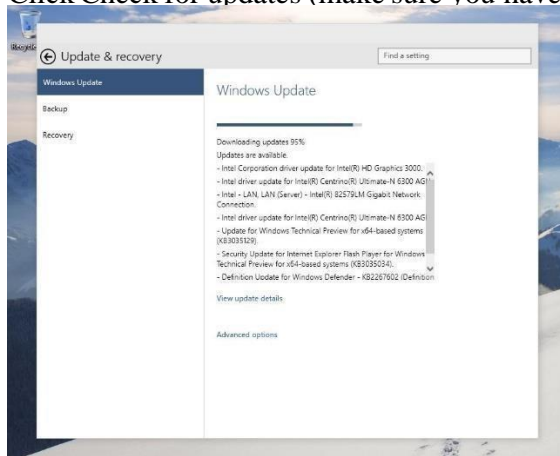 Click Check for updates (make sure you have
Update & recovery
Find a setting
Windows Update
Backup
Recovery
Windows Update
Downloading updates 95%
Updates are available.
- Intel Corporation driver update for Intel(R) HD Graphics 3000.
- Intel driver update for Intel(R) Centrino(R) Ultimate-N 6300 AGN
- Intel - LAN, LAN (Server) - Intel(R) 82579LM Gigabit Network
Connection.
- Intel driver update for Intel(R) Centrino(R) Ultimate-N 6300 AG
- Update for Windows Technical Preview for x64-based systems
(KB3035129).
- Security Update for Internet Explorer Flash Player for Windows
Technical Preview for x64-based systems (KB3035034).
- Definition Update for Windows Defender - KB2267602 (Definition
View update details
Advanced options